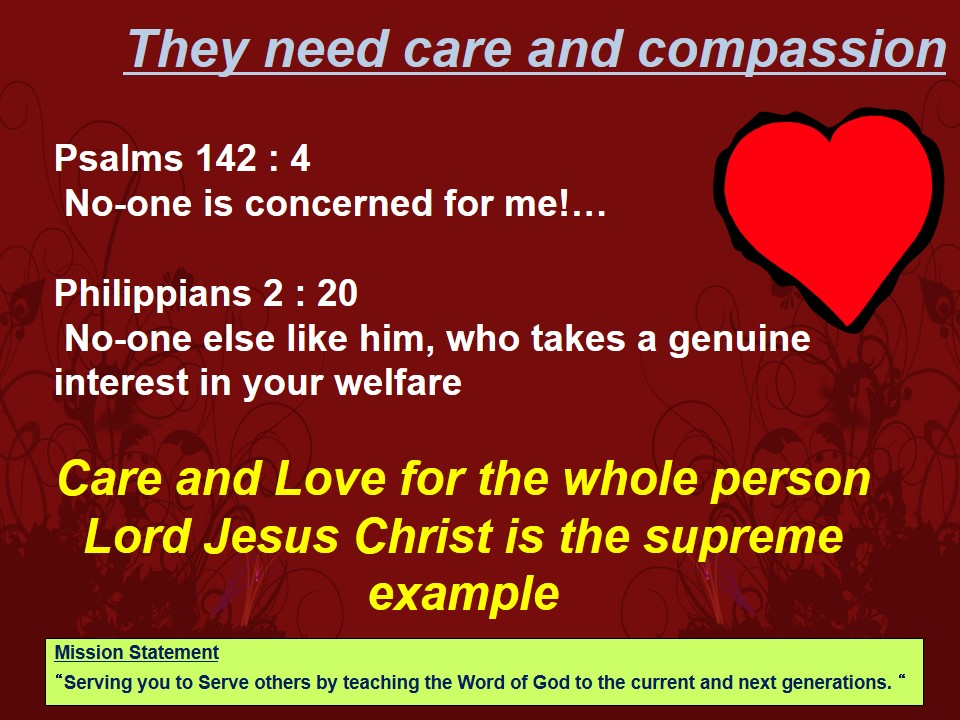 They need care and compassion
Psalms 142 : 4
No-one is concerned for me!…
Philippians 2 : 20
No-one else like him, who takes a genuine
interest in your welfare
Care and Love for the whole person
Lord Jesus Christ is the supreme
example
Mission Statement
“Serving you to Serve others by teaching the Word of God to the current and next generations. “